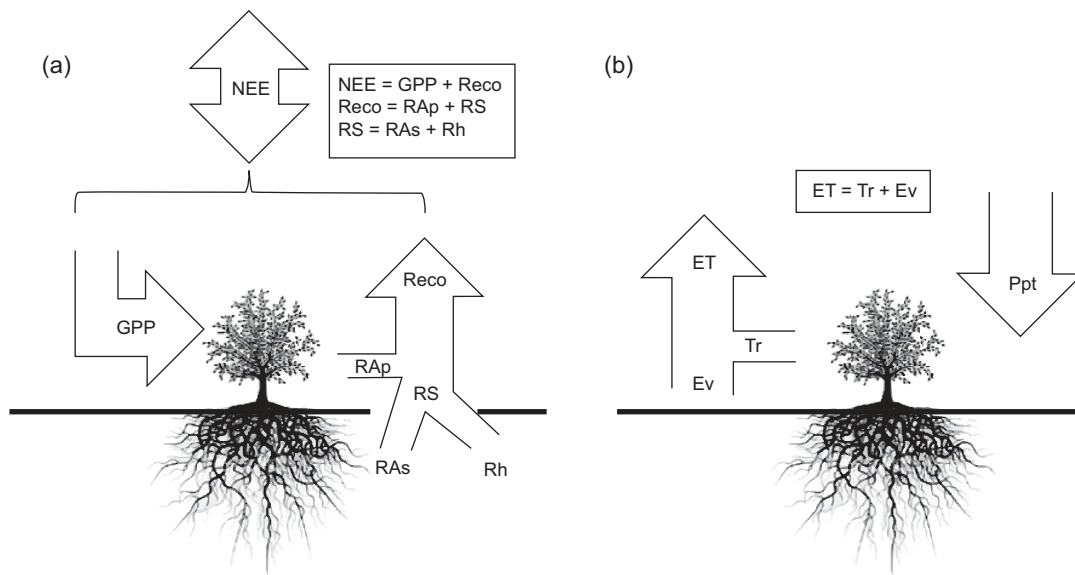 (a)
NEE
NEE = GPP + Reco
Reco = RAp + RS
RS = RAs + Rh
GPP
Reco
RAp
RS
RAs
Rh
(b)
ET = Tr + Ev
ET
Ppt
Tr
Ev